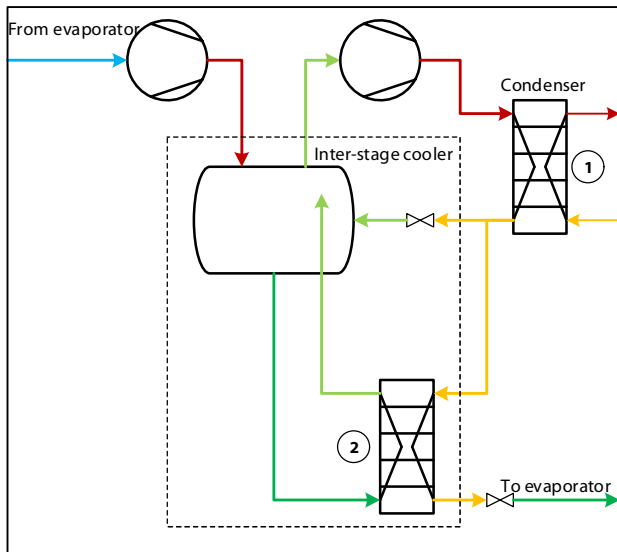 From evaporator
Condenser
Inter-stage cooler
1
2
To evaporator